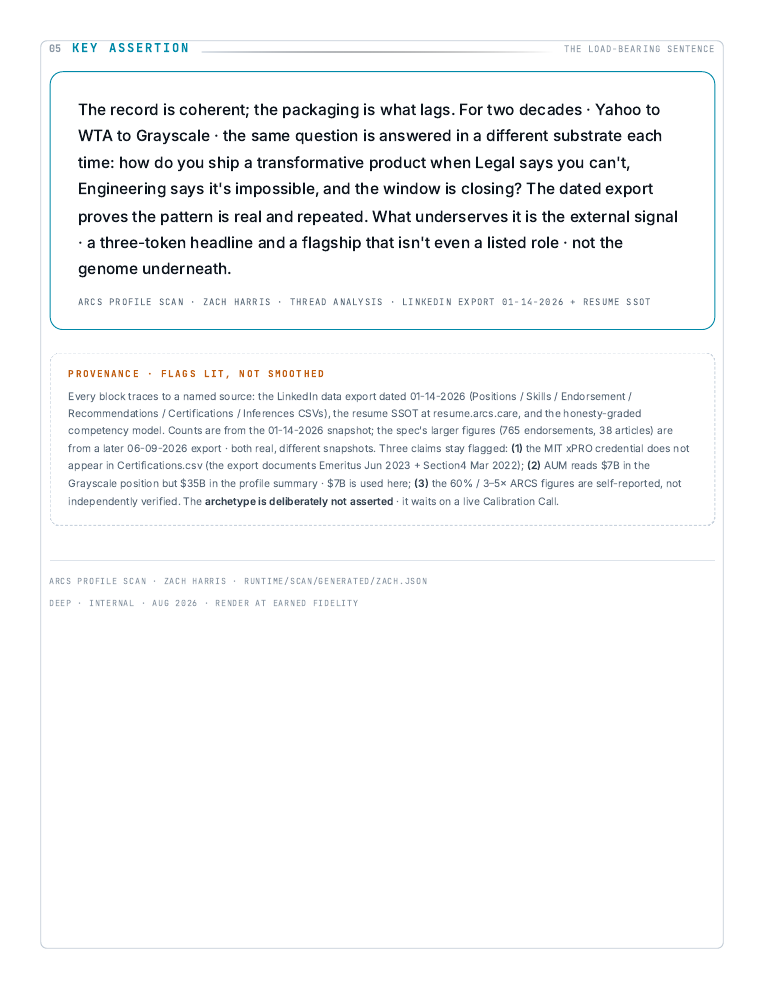 05 KEY ASSERTION THE LOAD-BEARING SENTENCE
The record is coherent; the packaging is what lags. For two decades · Yahoo to
WTA to Grayscale · the same question is answered in a different substrate each
time: how do you ship a transformative product when Legal says you can't,
Engineering says it's impossible, and the window is closing? The dated export
proves the pattern is real and repeated. What underserves it is the external signal
· a three-token headline and a flagship that isn't even a listed role · not the
genome underneath.
ARCS PROFILE SCAN · ZACH HARRIS · THREAD ANALYSIS · LINKEDIN EXPORT 01-14-2026 + RESUME SSOT
PROVENANCE · FLAGS LIT, NOT SMOOTHED
Every block traces to a named source: the LinkedIn data export dated 01-14-2026 (Positions / Skills / Endorsement /
Recommendations / Certifications / Inferences CSVs), the resume SSOT at resume.arcs.care, and the honesty-graded
competency model. Counts are from the 01-14-2026 snapshot; the spec's larger figures (765 endorsements, 38 articles) are
from a later 06-09-2026 export · both real, different snapshots. Three claims stay flagged: (1) the MIT xPRO credential does not
appear in Certifications.csv (the export documents Emeritus Jun 2023 + Section4 Mar 2022); (2) AUM reads $7B in the
Grayscale position but $35B in the profile summary · $7B is used here; (3) the 60% / 3–5× ARCS figures are self-reported, not
independently verified. The archetype is deliberately not asserted · it waits on a live Calibration Call.
ARCS PROFILE SCAN · ZACH HARRIS · RUNTIME/SCAN/GENERATED/ZACH.JSON
DEEP · INTERNAL · AUG 2026 · RENDER AT EARNED FIDELITY